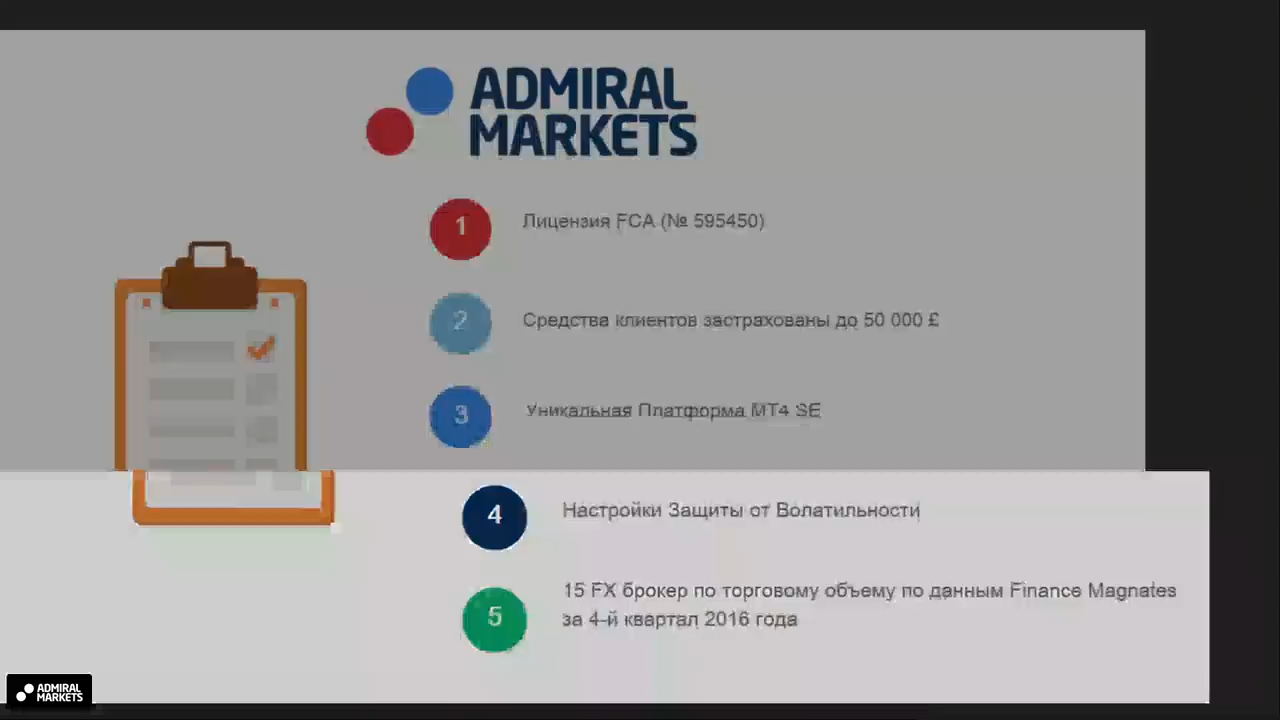 ADMIRAL
MARKETS
1 Лицензия FCA (№ 595450)
2 Средства клиентов застрахованы до 50 000 £
3 Уникальная Платформа MT4 SE
4 Настройки Защиты от Волатильности
5 15 FX брокер по торговому объему по данным Finance Magnates
за 4-й квартал 2016 года
ADMIRAL
MARKETS